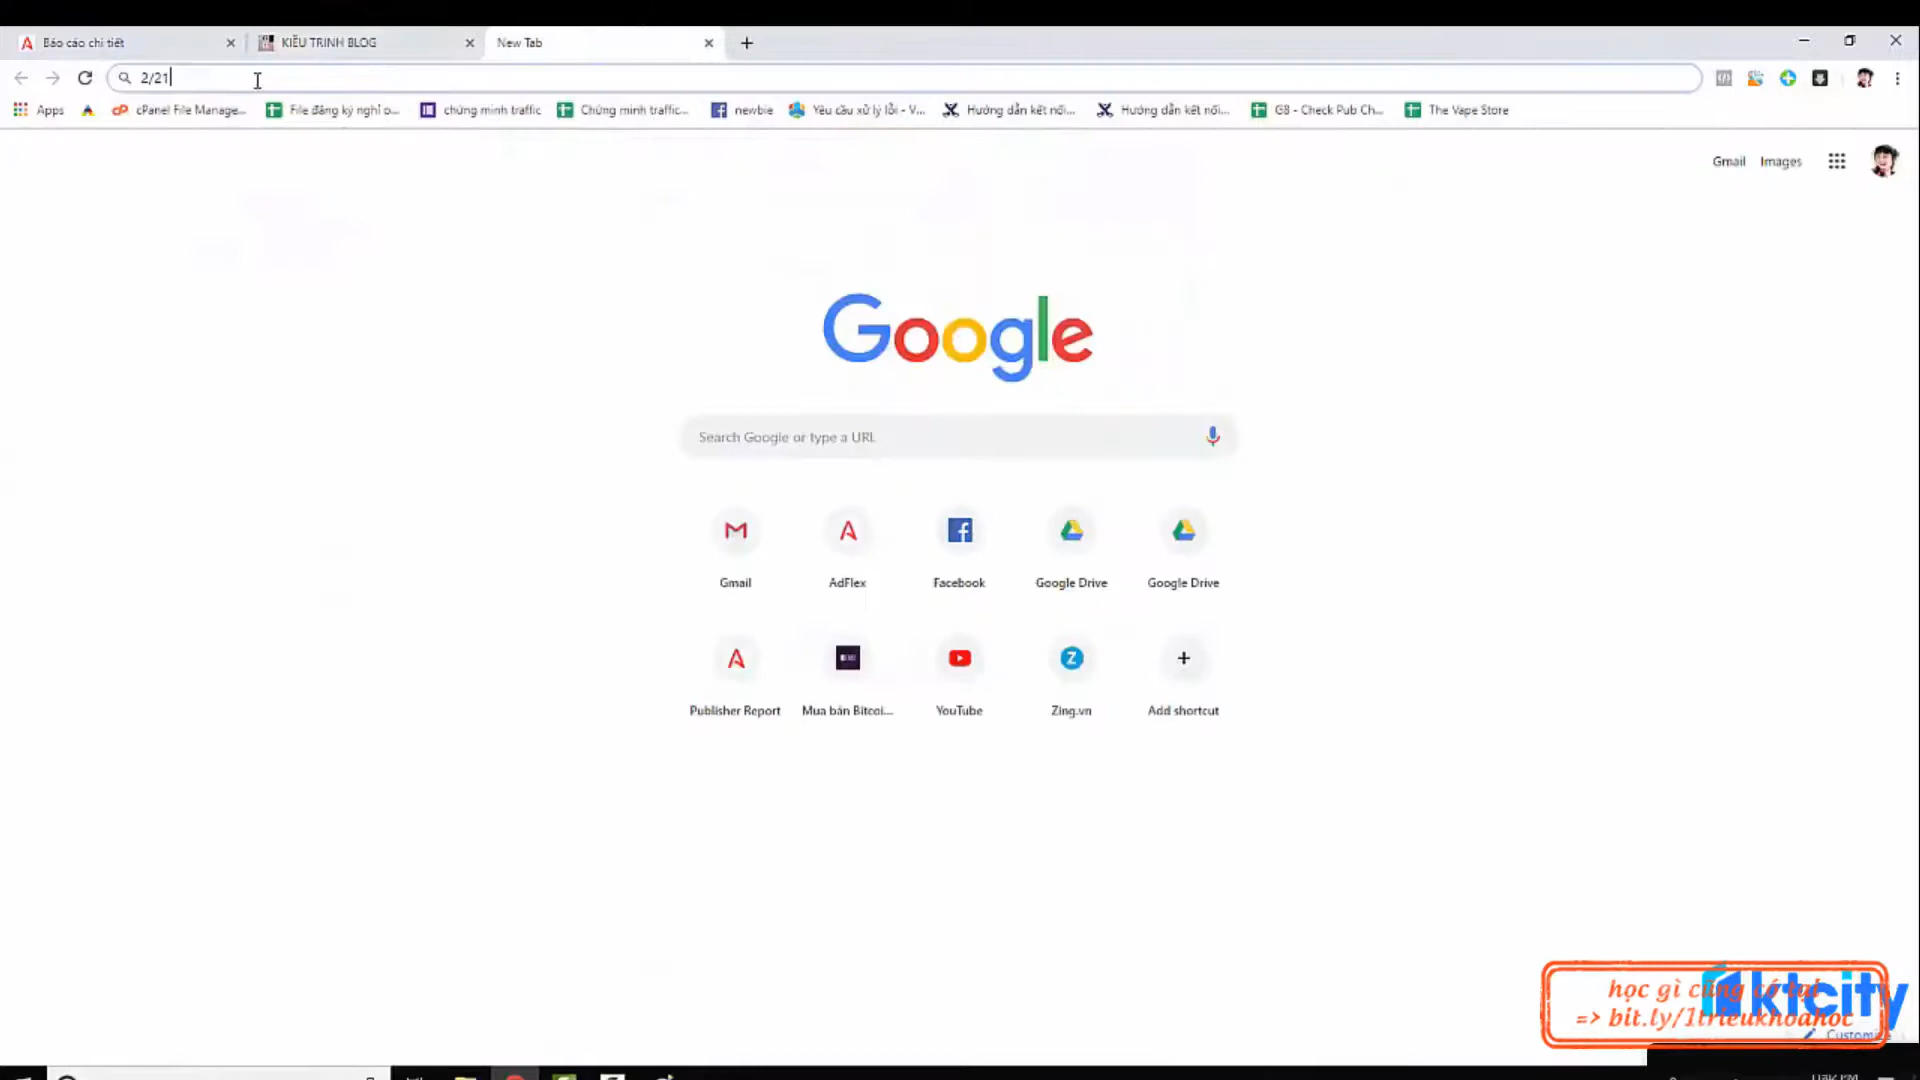 Báo cáo chi tiết
KIỀU TRINH BLOG
New Tab
2/21
Apps
cPanel File Manage...
File đăng ký nghỉ o...
chứng minh traffic
Chứng minh traffic...
newbie
Yêu cầu xử lý lỗi - V...
Hướng dẫn kết nối...
Hướng dẫn kết nối...
G8 - Check Pub Ch...
The Vape Store
Gmail
Images
Google
Search Google or type a URL
Gmail
AdFlex
Facebook
Google Drive
Google Drive
Publisher Report
Mua bán Bitcoi...
YouTube
Zing.vn
Add shortcut
học gì cũng có tại
=> bit.ly/1trieukhoahoc
ktcity